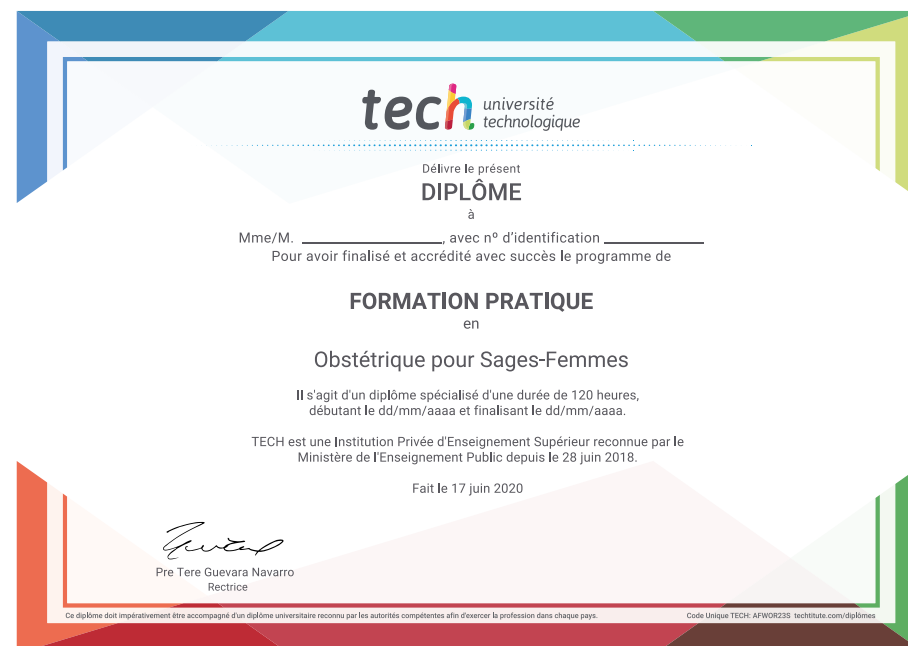 tech université
technologique
Délivre le présent
DIPLÔME
à
Mme/M. ____________________, avec nº d'identification ______________
Pour avoir finalisé et accrédité avec succès le programme de
FORMATION PRATIQUE
en
Obstétrique pour Sages-Femmes
Il s'agit d'un diplôme spécialisé d'une durée de 120 heures,
débutant le dd/mm/aaaa et finalisant le dd/mm/aaaa.
TECH est une Institution Privée d'Enseignement Supérieur reconnue par le
Ministère de l'Enseignement Public depuis le 28 juin 2018.
Fait le 17 juin 2020
Pre Tere Guevara Navarro
Rectrice
Ce diplôme doit impérativement être accompagné d'un diplôme universitaire reconnu par les autorités compétentes afin d'exercer la profession dans chaque pays.
Code Unique TECH: AFWOR23S techtitute.com/diplômes